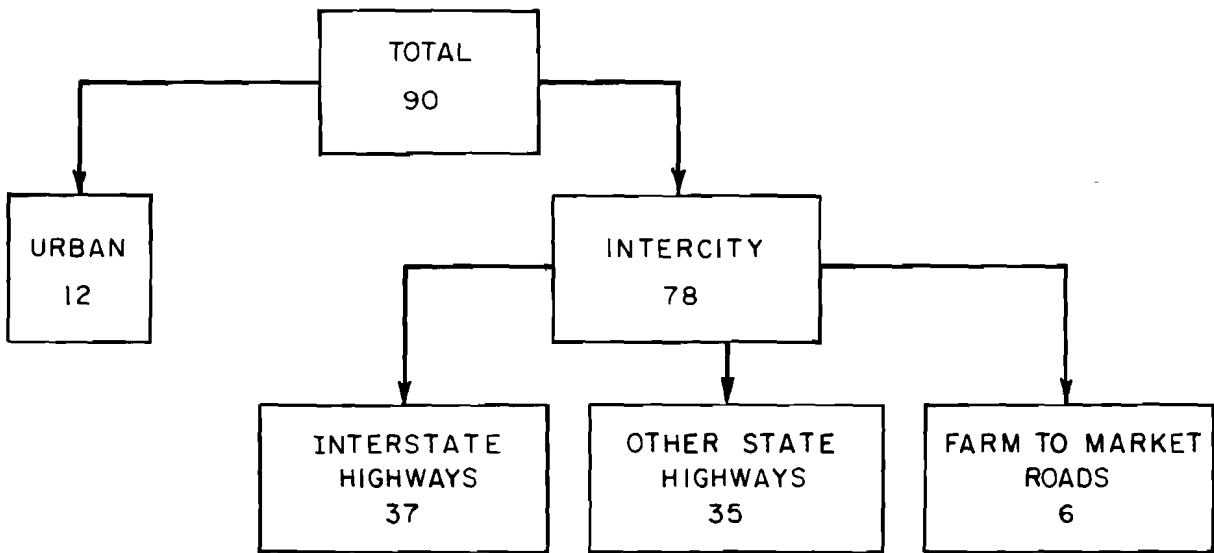 TOTAL
90
URBAN
12
INTERCITY
78
INTERSTATE
HIGHWAYS
37
OTHER STATE
HIGHWAYS
35
FARM TO MARKET
ROADS
6